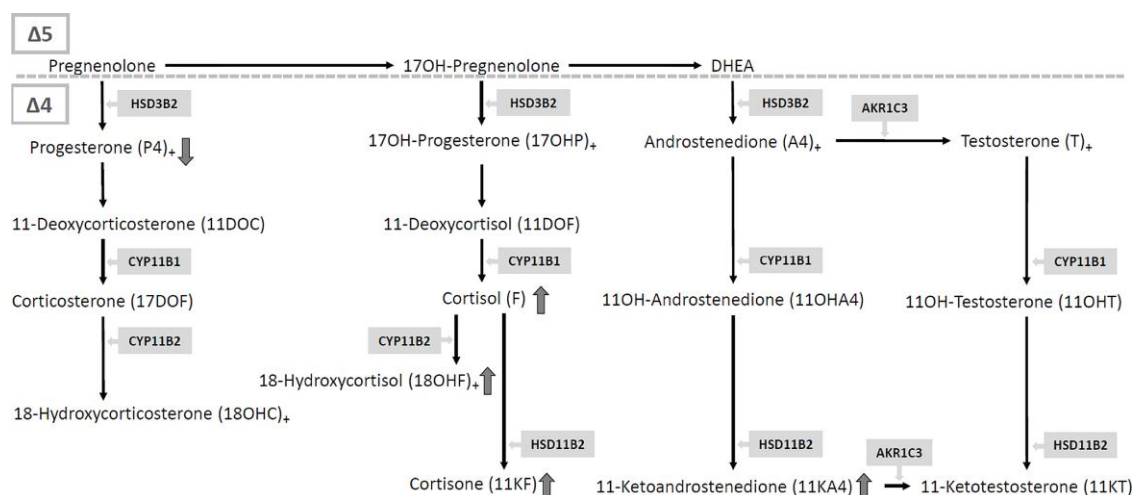 Δ5
Pregnenolone 17OH-Pregnenolone DHEA
Δ4
HSD3B2 HSD3B2 HSD3B2 AKR1C3
Progesterone (P4)+ 17OH-Progesterone (17OHP)+ Androstenedione (A4)+ Testosterone (T)+
11-Deoxycorticosterone (11DOC) 11-Deoxycortisol (11DOF)
CYP11B1 CYP11B1 CYP11B1 CYP11B1
Corticosterone (17DOF) Cortisol (F) 11OH-Androstenedione (11OHA4) 11OH-Testosterone (11OHT)
CYP11B2 CYP11B2
18-Hydroxycortisol (18OHF)+
18-Hydroxycorticosterone (18OHC)+
HSD11B2 HSD11B2 AKR1C3 HSD11B2
Cortisone (11KF) 11-Ketoandrostenedione (11KA4) 11-Ketotestosterone (11KT)